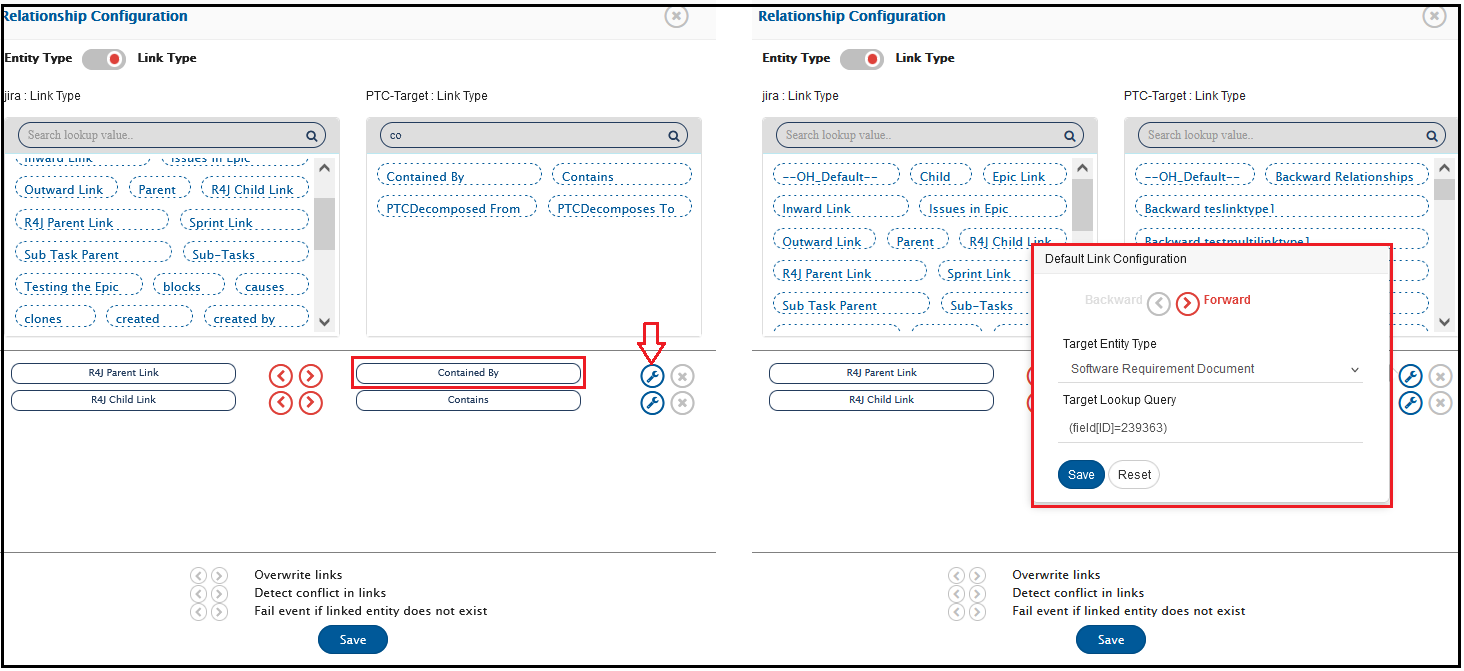 Relationship Configuration
Entity Type Link Type
jira : Link Type PTC-Target : Link Type
Search lookup value.. co
Inward Link Issues in Epic
Outward Link Parent R4J Child Link
R4J Parent Link Sprint Link
Sub Task Parent Sub-Tasks
Testing the Epic blocks causes
clones created created by
Contained By Contains
PTCDecomposed From PTCDecomposes To
R4J Parent Link Contained By
R4J Child Link Contains
Overwrite links
Detect conflict in links
Fail event if linked entity does not exist
Save
Relationship Configuration
Entity Type Link Type
jira : Link Type PTC-Target : Link Type
Search lookup value.. Search lookup value..
--OH_Default-- Child Epic Link
Inward Link Issues in Epic
Outward Link Parent R4J Child Link
R4J Parent Link Sprint Link
Sub Task Parent Sub-Tasks
--OH_Default-- Backward Relationships
Backward teslinktype1
Backward testmultilinktype1
Default Link Configuration
Backward Forward
Target Entity Type
Software Requirement Document
Target Lookup Query
(field[ID]=239363)
Save Reset
R4J Parent Link
R4J Child Link
Overwrite links
Detect conflict in links
Fail event if linked entity does not exist
Save